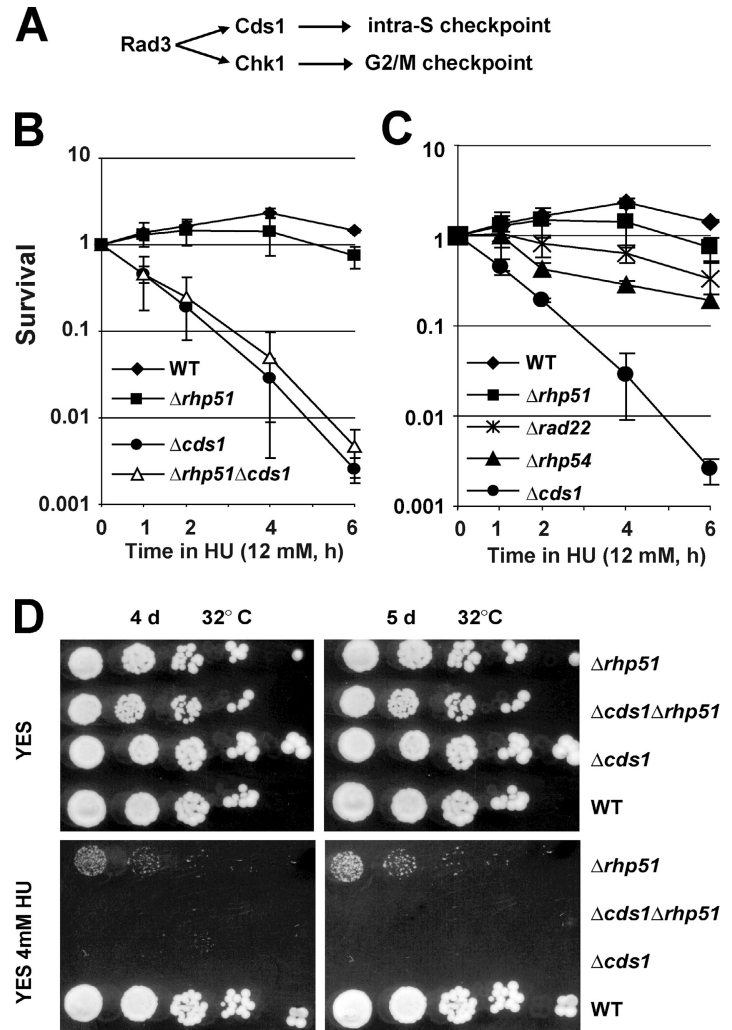 A
Rad3
Cds1
intra-S checkpoint
Chk1
G2/M checkpoint
B
Survival
10
1
0.1
0.01
0.001
WT
Δrhp51
Δcds1
Δrhp51Δcds1
0 1 2 4 6
Time in HU (12 mM, h)
C
10
1
0.1
0.01
0.001
WT
Δrhp51
Δrad22
Δrhp54
Δcds1
0 1 2 4 6
Time in HU (12 mM, h)
D
4 d 32° C
5 d 32°C
YES
Δrhp51
Δcds1Δrhp51
Δcds1
WT
YES 4mM HU
Δrhp51
Δcds1Δrhp51
Δcds1
WT